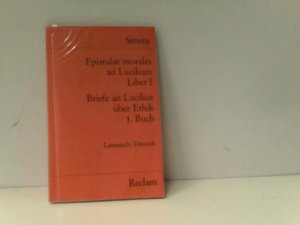 Seneca
Epistulae morales
ad Lucilium
Liber I
Briefe an Lucilius
über Ethik
1. Buch
Lateinisch / Deutsch
Reclam